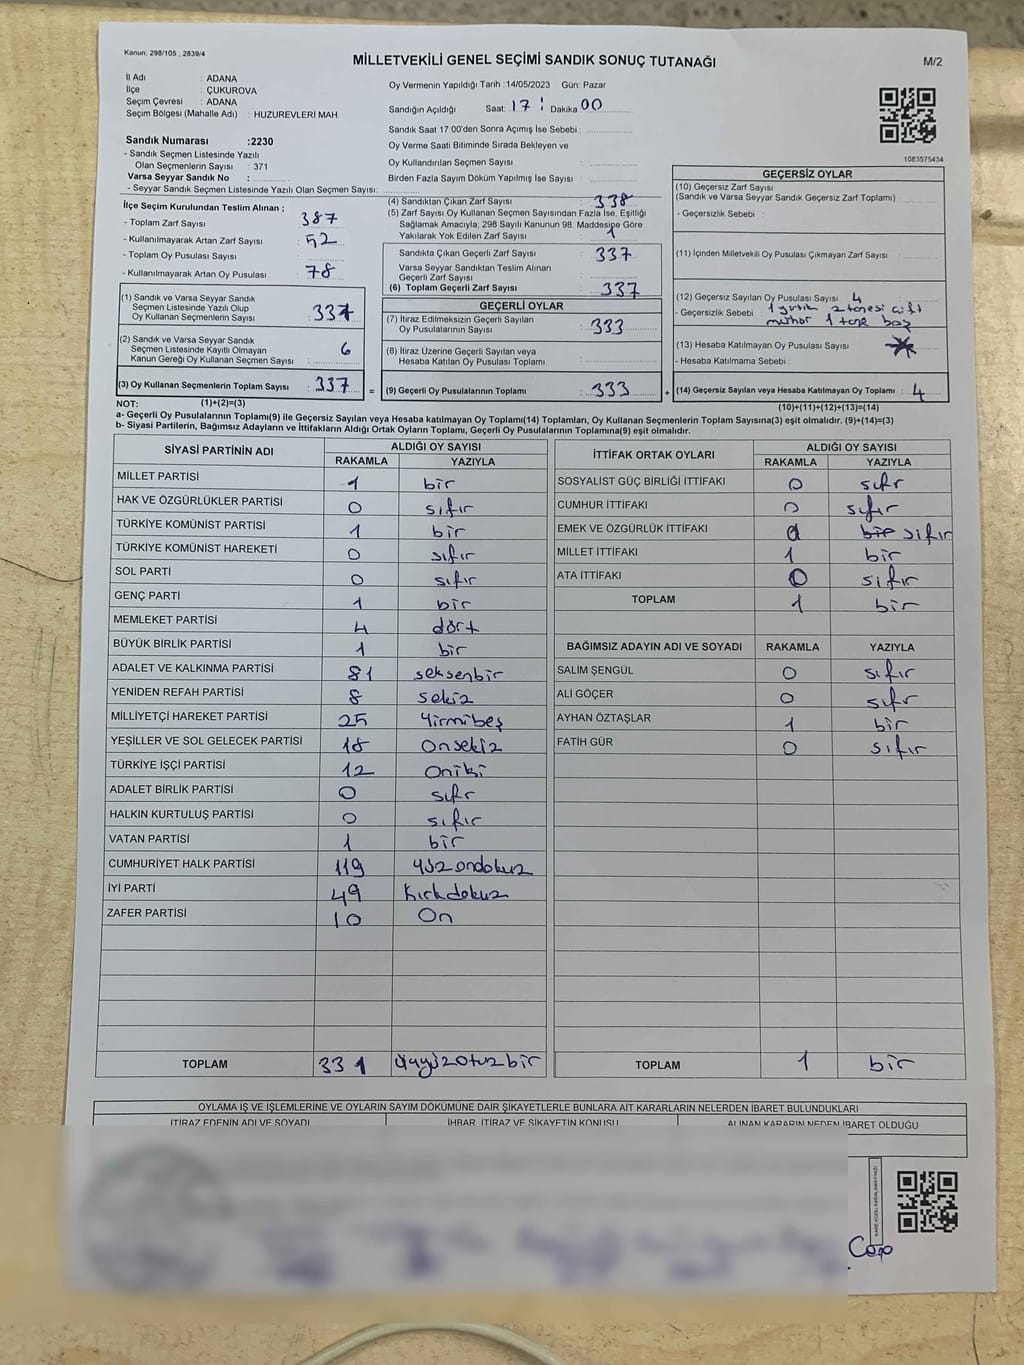 Kanun: 298/105 , 2839/4
MİLLETVEKİLİ GENEL SEÇİMİ SANDIK SONUÇ TUTANAĞI
M/2
İl Adı : ADANA
İlçe : ÇUKUROVA
Seçim Çevresi : ADANA
Seçim Bölgesi (Mahalle Adı) : HUZUREVLERİ MAH.
Sandık Numarası :2230
- Sandık Seçmen Listesinde Yazılı
Olan Seçmenlerin Sayısı : 371
Varsa Seyyar Sandık No :
- Seyyar Sandık Seçmen Listesinde Yazılı Olan Seçmen Sayısı:
Oy Vermenin Yapıldığı Tarih :14/05/2023 Gün: Pazar
Sandığın Açıldığı Saat: 17 : Dakika 00
Sandık Saat 17 00'den Sonra Açımış İse Sebebi :
Oy Verme Saati Bitiminde Sırada Bekleyen ve
Oy Kullandırılan Seçmen Sayısı :
Birden Fazla Sayım Döküm Yapılmış İse Sayısı :
1083575434
İlçe Seçim Kurulundan Teslim Alınan ;
- Toplam Zarf Sayısı : 387
- Kullanılmayarak Artan Zarf Sayısı : 52
- Toplam Oy Pusulası Sayısı :
- Kullanılmayarak Artan Oy Pusulası : 78
(1) Sandık ve Varsa Seyyar Sandık
Seçmen Listesinde Yazılı Olup
Oy Kullanan Seçmenlerin Sayısı : 331
(2) Sandık ve Varsa Seyyar Sandık
Seçmen Listesinde Kayıtlı Olmayan
Kanun Gereği Oy Kullanan Seçmen Sayısı : 6
(3) Oy Kullanan Seçmenlerin Toplam Sayısı : 337 =
(4) Sandıktan Çıkan Zarf Sayısı : 338
(5) Zarf Sayısı Oy Kullanan Seçmen Sayısından Fazla İse, Eşitliği
Sağlamak Amacıyla, 298 Sayılı Kanunun 98. Maddesine Göre
Yakılarak Yok Edilen Zarf Sayısı : 1
Sandıkta Çıkan Geçerli Zarf Sayısı : 337
Varsa Seyyar Sandıktan Teslim Alınan
Geçerli Zarf Sayısı :
(6) Toplam Geçerli Zarf Sayısı : 337
GEÇERLİ OYLAR
(7) İtiraz Edilmeksizin Geçerli Sayılan
Oy Pusulalarının Sayısı : 333
(8) İtiraz Üzerine Geçerli Sayılan veya
Hesaba Katılan Oy Pusulası Toplamı :
(9) Geçerli Oy Pusulalarının Toplamı : 333 +
GEÇERSİZ OYLAR
(10) Geçersiz Zarf Sayısı
(Sandık ve Varsa Seyyar Sandık Geçersiz Zarf Toplamı) :
- Geçersizlik Sebebi :
(11) İçinden Milletvekili Oy Pusulası Çıkmayan Zarf Sayısı :
(12) Geçersiz Sayılan Oy Pusulası Sayısı : 4
- Geçersizlik Sebebi : 1 yırtık 2 tanesi çift
mühür 1 tane boş
(13) Hesaba Katılmayan Oy Pusulası Sayısı :
- Hesaba Katılmama Sebebi :
(14) Geçersiz Sayılan veya Hesaba Katılmayan Oy Toplamı : 4
NOT: (1)+(2)=(3)
(10)+(11)+(12)+(13)=(14)
a- Geçerli Oy Pusulalarının Toplamı(9) ile Geçersiz Sayılan veya Hesaba katılmayan Oy Toplamı(14) Toplamları, Oy Kullanan Seçmenlerin Toplam Sayısına(3) eşit olmalıdır. (9)+(14)=(3)
b- Siyasi Partilerin, Bağımsız Adayların ve İttifakların Aldığı Ortak Oyların Toplamı, Geçerli Oy Pusulalarının Toplamına(9) eşit olmalıdır.
SİYASİ PARTİNİN ADI ALDIĞI OY SAYISI
RAKAMLA YAZIYLA
MİLLET PARTİSİ 1 bir
HAK VE ÖZGÜRLÜKLER PARTİSİ 0 sıfır
TÜRKİYE KOMÜNİST PARTİSİ 1 bir
TÜRKİYE KOMÜNİST HAREKETİ 0 sıfır
SOL PARTİ 0 sıfır
GENÇ PARTİ 1 bir
MEMLEKET PARTİSİ 4 dört
BÜYÜK BİRLİK PARTİSİ 1 bir
ADALET VE KALKINMA PARTİSİ 81 seksenbir
YENİDEN REFAH PARTİSİ 8 sekiz
MİLLİYETÇİ HAREKET PARTİSİ 25 Yirmibeş
YEŞİLLER VE SOL GELECEK PARTİSİ 18 Onsekiz
TÜRKİYE İŞÇİ PARTİSİ 12 Oniki
ADALET BİRLİK PARTİSİ 0 sıfır
HALKIN KURTULUŞ PARTİSİ 0 sıfır
VATAN PARTİSİ 1 bir
CUMHURİYET HALK PARTİSİ 119 Yüz ondokuz
İYİ PARTİ 49 Kırkdokuz
ZAFER PARTİSİ 10 On
TOPLAM 331 Üçyüzotuzbir
İTTİFAK ORTAK OYLARI ALDIĞI OY SAYISI
RAKAMLA YAZIYLA
SOSYALİST GÜÇ BİRLİĞİ İTTİFAKI 0 sıfır
CUMHUR İTTİFAKI 0 sıfır
EMEK VE ÖZGÜRLÜK İTTİFAKI 0 bir sıfır
MİLLET İTTİFAKI 1 bir
ATA İTTİFAKI 0 sıfır
TOPLAM 1 bir
BAĞIMSIZ ADAYIN ADI VE SOYADI RAKAMLA YAZIYLA
SALİM ŞENGÜL 0 sıfır
ALİ GÖÇER 0 sıfır
AYHAN ÖZTAŞLAR 1 bir
FATİH GÜR 0 sıfır
TOPLAM 1 bir
OYLAMA İŞ VE İŞLEMLERİNE VE OYLARIN SAYIM DÖKÜMÜNE DAİR ŞİKAYETLERLE BUNLARA AİT KARARLARIN NELERDEN İBARET BULUNDUKLARI
İTİRAZ EDENİN ADI VE SOYADI İHBAR, İTİRAZ VE ŞİKAYETİN KONUSU ALINAN KARARIN NEDEN İBARET OLDUĞU
KARE KODU KARALAMAYINIZ!